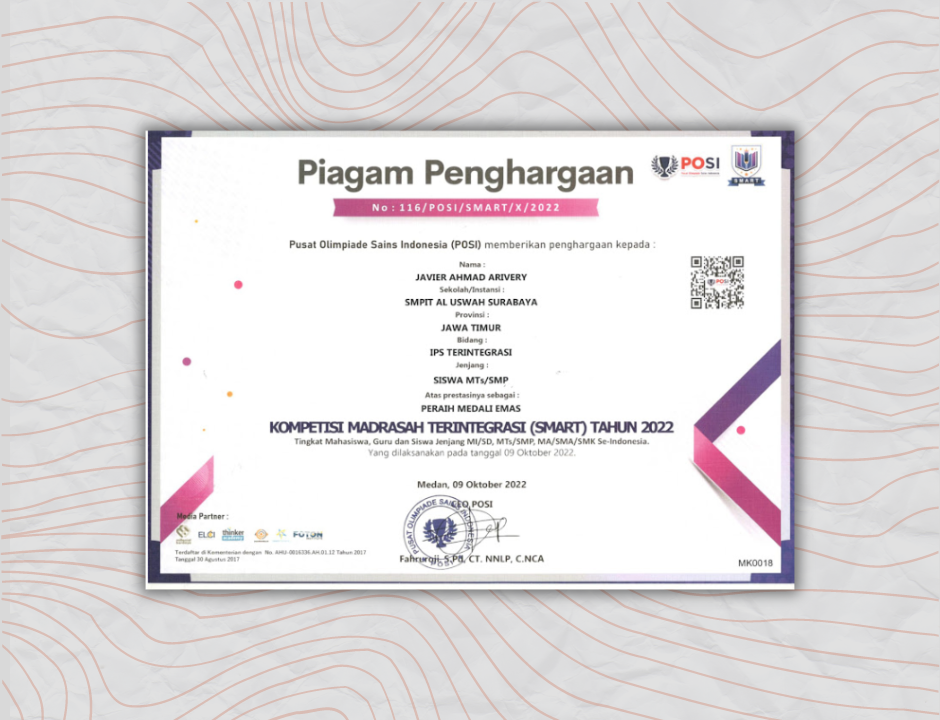 Piagam Penghargaan
POSI
SMART
No : 116/POSI/SMART/X/2022
Pusat Olimpiade Sains Indonesia (POSI) memberikan penghargaan kepada :
Nama :
JAVIER AHMAD ARIVERY
Sekolah/Instansi :
SMPIT AL USWAH SURABAYA
Provinsi :
JAWA TIMUR
Bidang :
IPS TERINTEGRASI
Jenjang :
SISWA MTs/SMP
Atas prestasinya sebagai :
PERAIH MEDALI EMAS
KOMPETISI MADRASAH TERINTEGRASI (SMART) TAHUN 2022
Tingkat Mahasiswa, Guru dan Siswa Jenjang MI/SD, MTs/SMP, MA/SMA/SMK Se-Indonesia.
Yang dilaksanakan pada tanggal 09 Oktober 2022.
Medan, 09 Oktober 2022
CEO POSI
PUSAT OLIMPIADE SAINS INDONESIA
POSI
Fahruroji, S.Pd, CT. NNLP, C.NCA
Media Partner :
thinker
FOTON
Terdaftar di Kementerian dengan No. AHU-0016336.AH.01.12 Tahun 2017
Tanggal 30 Agustus 2017
MK0018